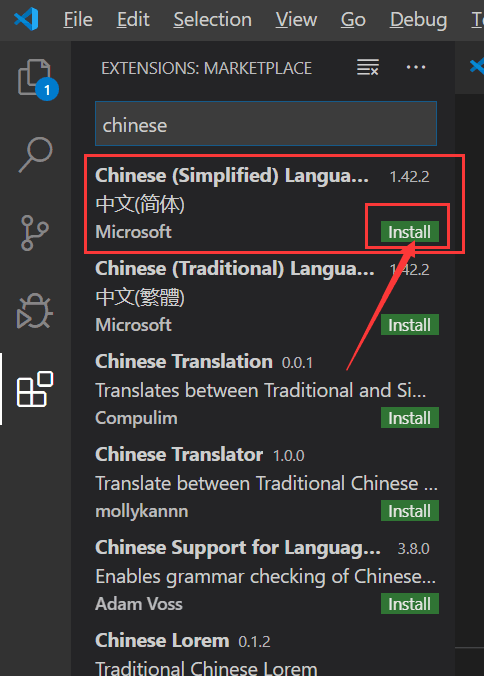 File Edit Selection View Go Debug
EXTENSIONS: MARKETPLACE
1
chinese
Chinese (Simplified) Langua... 1.42.2
中文(简体)
Microsoft Install
Chinese (Traditional) Langua... 1.42.2
中文(繁體)
Microsoft Install
Chinese Translation 0.0.1
Translates between Traditional and Si...
Compulim Install
Chinese Translator 1.0.0
Translate between Traditional Chinese ...
mollykannn Install
Chinese Support for Languag... 3.8.0
Enables grammar checking of Chinese...
Adam Voss Install
Chinese Lorem 0.1.2
Traditional Chinese Lorem